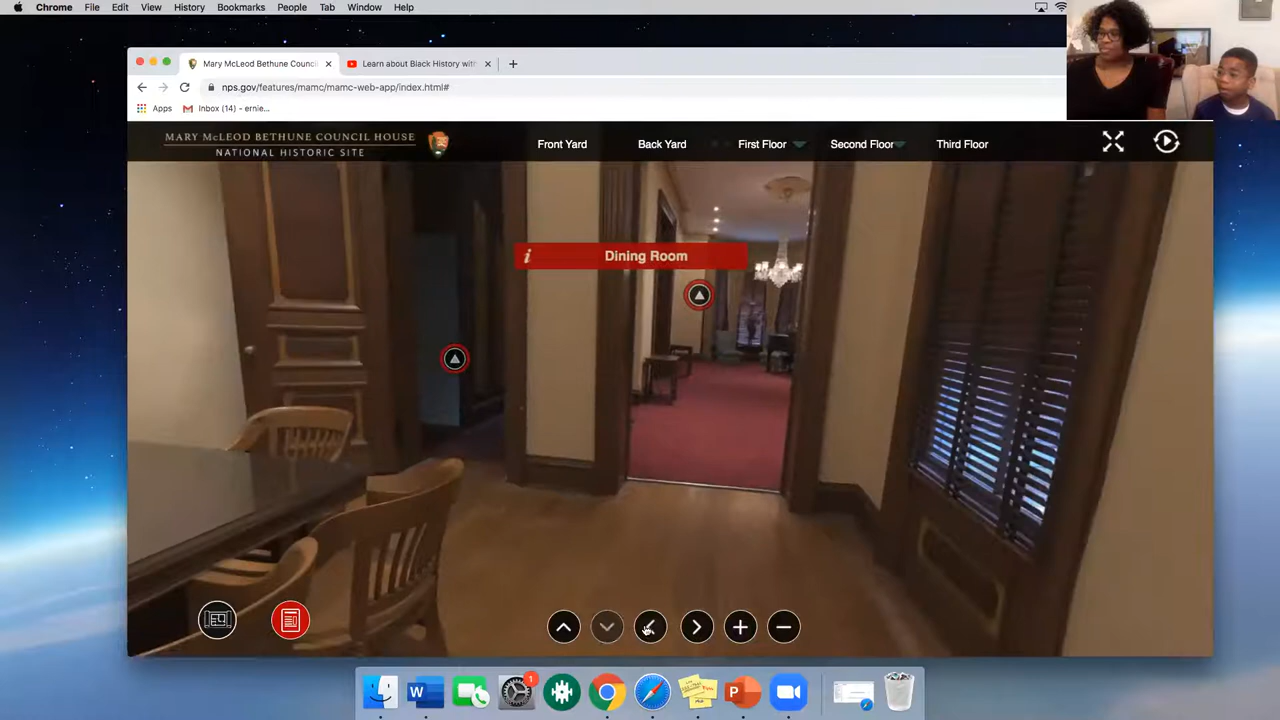 Chrome File Edit View History Bookmarks People Tab Window Help
Mary McLeod Bethune Counci
Learn about Black History with
nps.gov/features/mamc/mamc-web-app/index.html#
Apps Inbox (14) - ernie...
MARY MCLEOD BETHUNE COUNCIL HOUSE
NATIONAL HISTORIC SITE
Front Yard Back Yard First Floor Second Floor Third Floor
i Dining Room
W 1 P